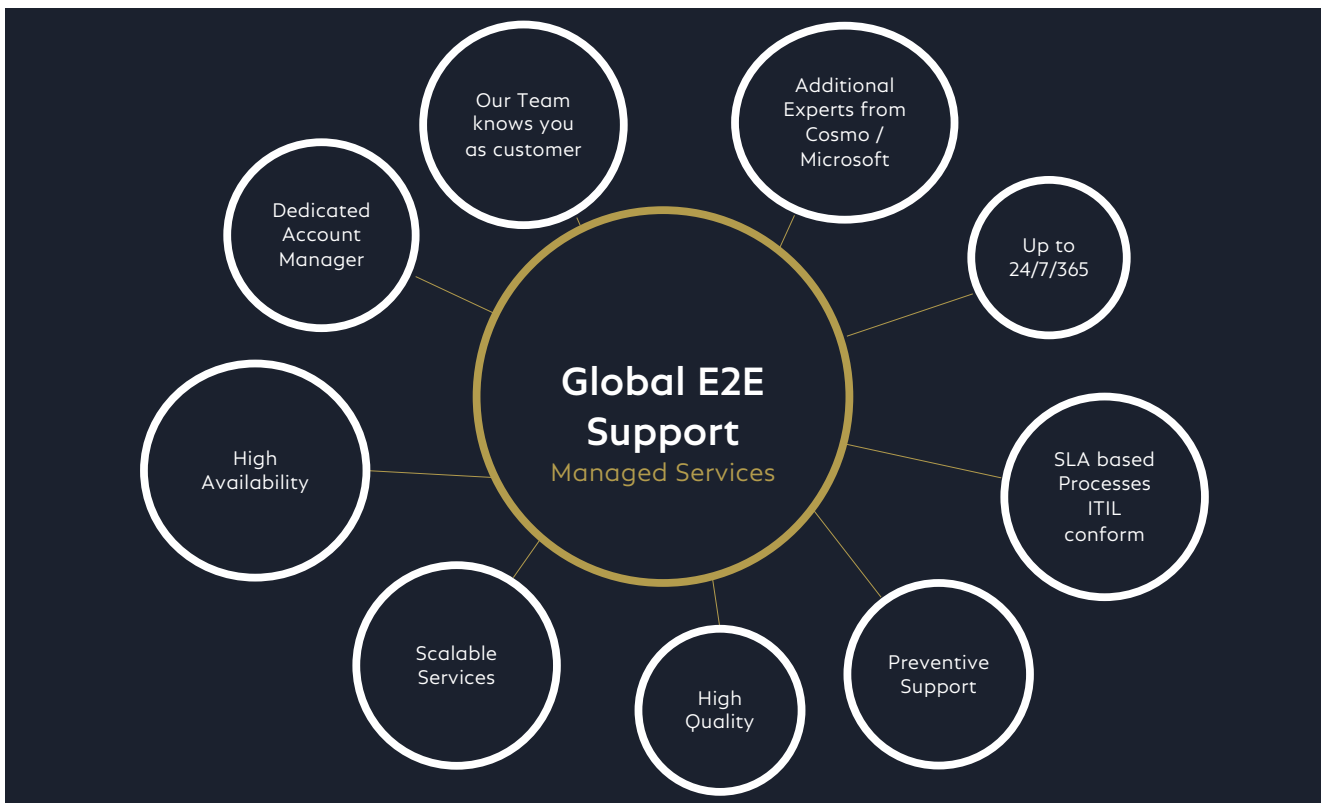 Our Team
knows you
as customer
Additional
Experts from
Cosmo /
Microsoft
Dedicated
Account
Manager
Up to
24/7/365
Global E2E
Support
Managed Services
High
Availability
SLA based
Processes
ITIL
conform
Scalable
Services
High
Quality
Preventive
Support